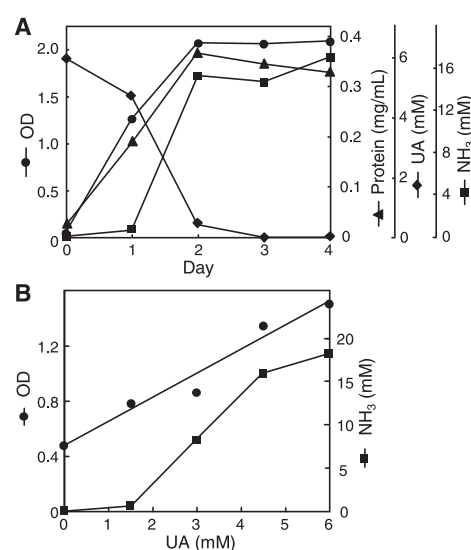 A
2.0
1.5
1.0
0.5
0
OD
0 1 2 3 4
Day
0.4
0.3
0.2
0.1
0
Protein (mg/mL)
6
4
2
0
UA (mM)
16
12
8
4
0
NH₃ (mM)
B
1.2
0.8
0.4
0
OD
0 1 2 3 4 5 6
UA (mM)
20
15
10
5
0
NH₃ (mM)